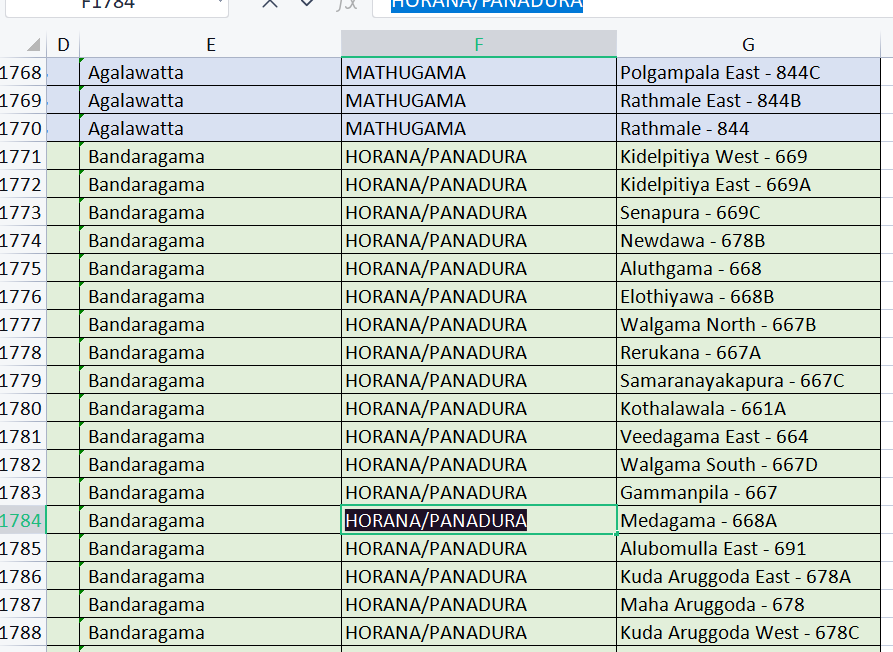 F1784 HORANA/PANADURA
D E F G
1768 Agalawatta MATHUGAMA Polgampala East - 844C
1769 Agalawatta MATHUGAMA Rathmale East - 844B
1770 Agalawatta MATHUGAMA Rathmale - 844
1771 Bandaragama HORANA/PANADURA Kidelpitiya West - 669
1772 Bandaragama HORANA/PANADURA Kidelpitiya East - 669A
1773 Bandaragama HORANA/PANADURA Senapura - 669C
1774 Bandaragama HORANA/PANADURA Newdawa - 678B
1775 Bandaragama HORANA/PANADURA Aluthgama - 668
1776 Bandaragama HORANA/PANADURA Elothiyawa - 668B
1777 Bandaragama HORANA/PANADURA Walgama North - 667B
1778 Bandaragama HORANA/PANADURA Rerukana - 667A
1779 Bandaragama HORANA/PANADURA Samaranayakapura - 667C
1780 Bandaragama HORANA/PANADURA Kothalawala - 661A
1781 Bandaragama HORANA/PANADURA Veedagama East - 664
1782 Bandaragama HORANA/PANADURA Walgama South - 667D
1783 Bandaragama HORANA/PANADURA Gammanpila - 667
1784 Bandaragama HORANA/PANADURA Medagama - 668A
1785 Bandaragama HORANA/PANADURA Alubomulla East - 691
1786 Bandaragama HORANA/PANADURA Kuda Aruggoda East - 678A
1787 Bandaragama HORANA/PANADURA Maha Aruggoda - 678
1788 Bandaragama HORANA/PANADURA Kuda Aruggoda West - 678C